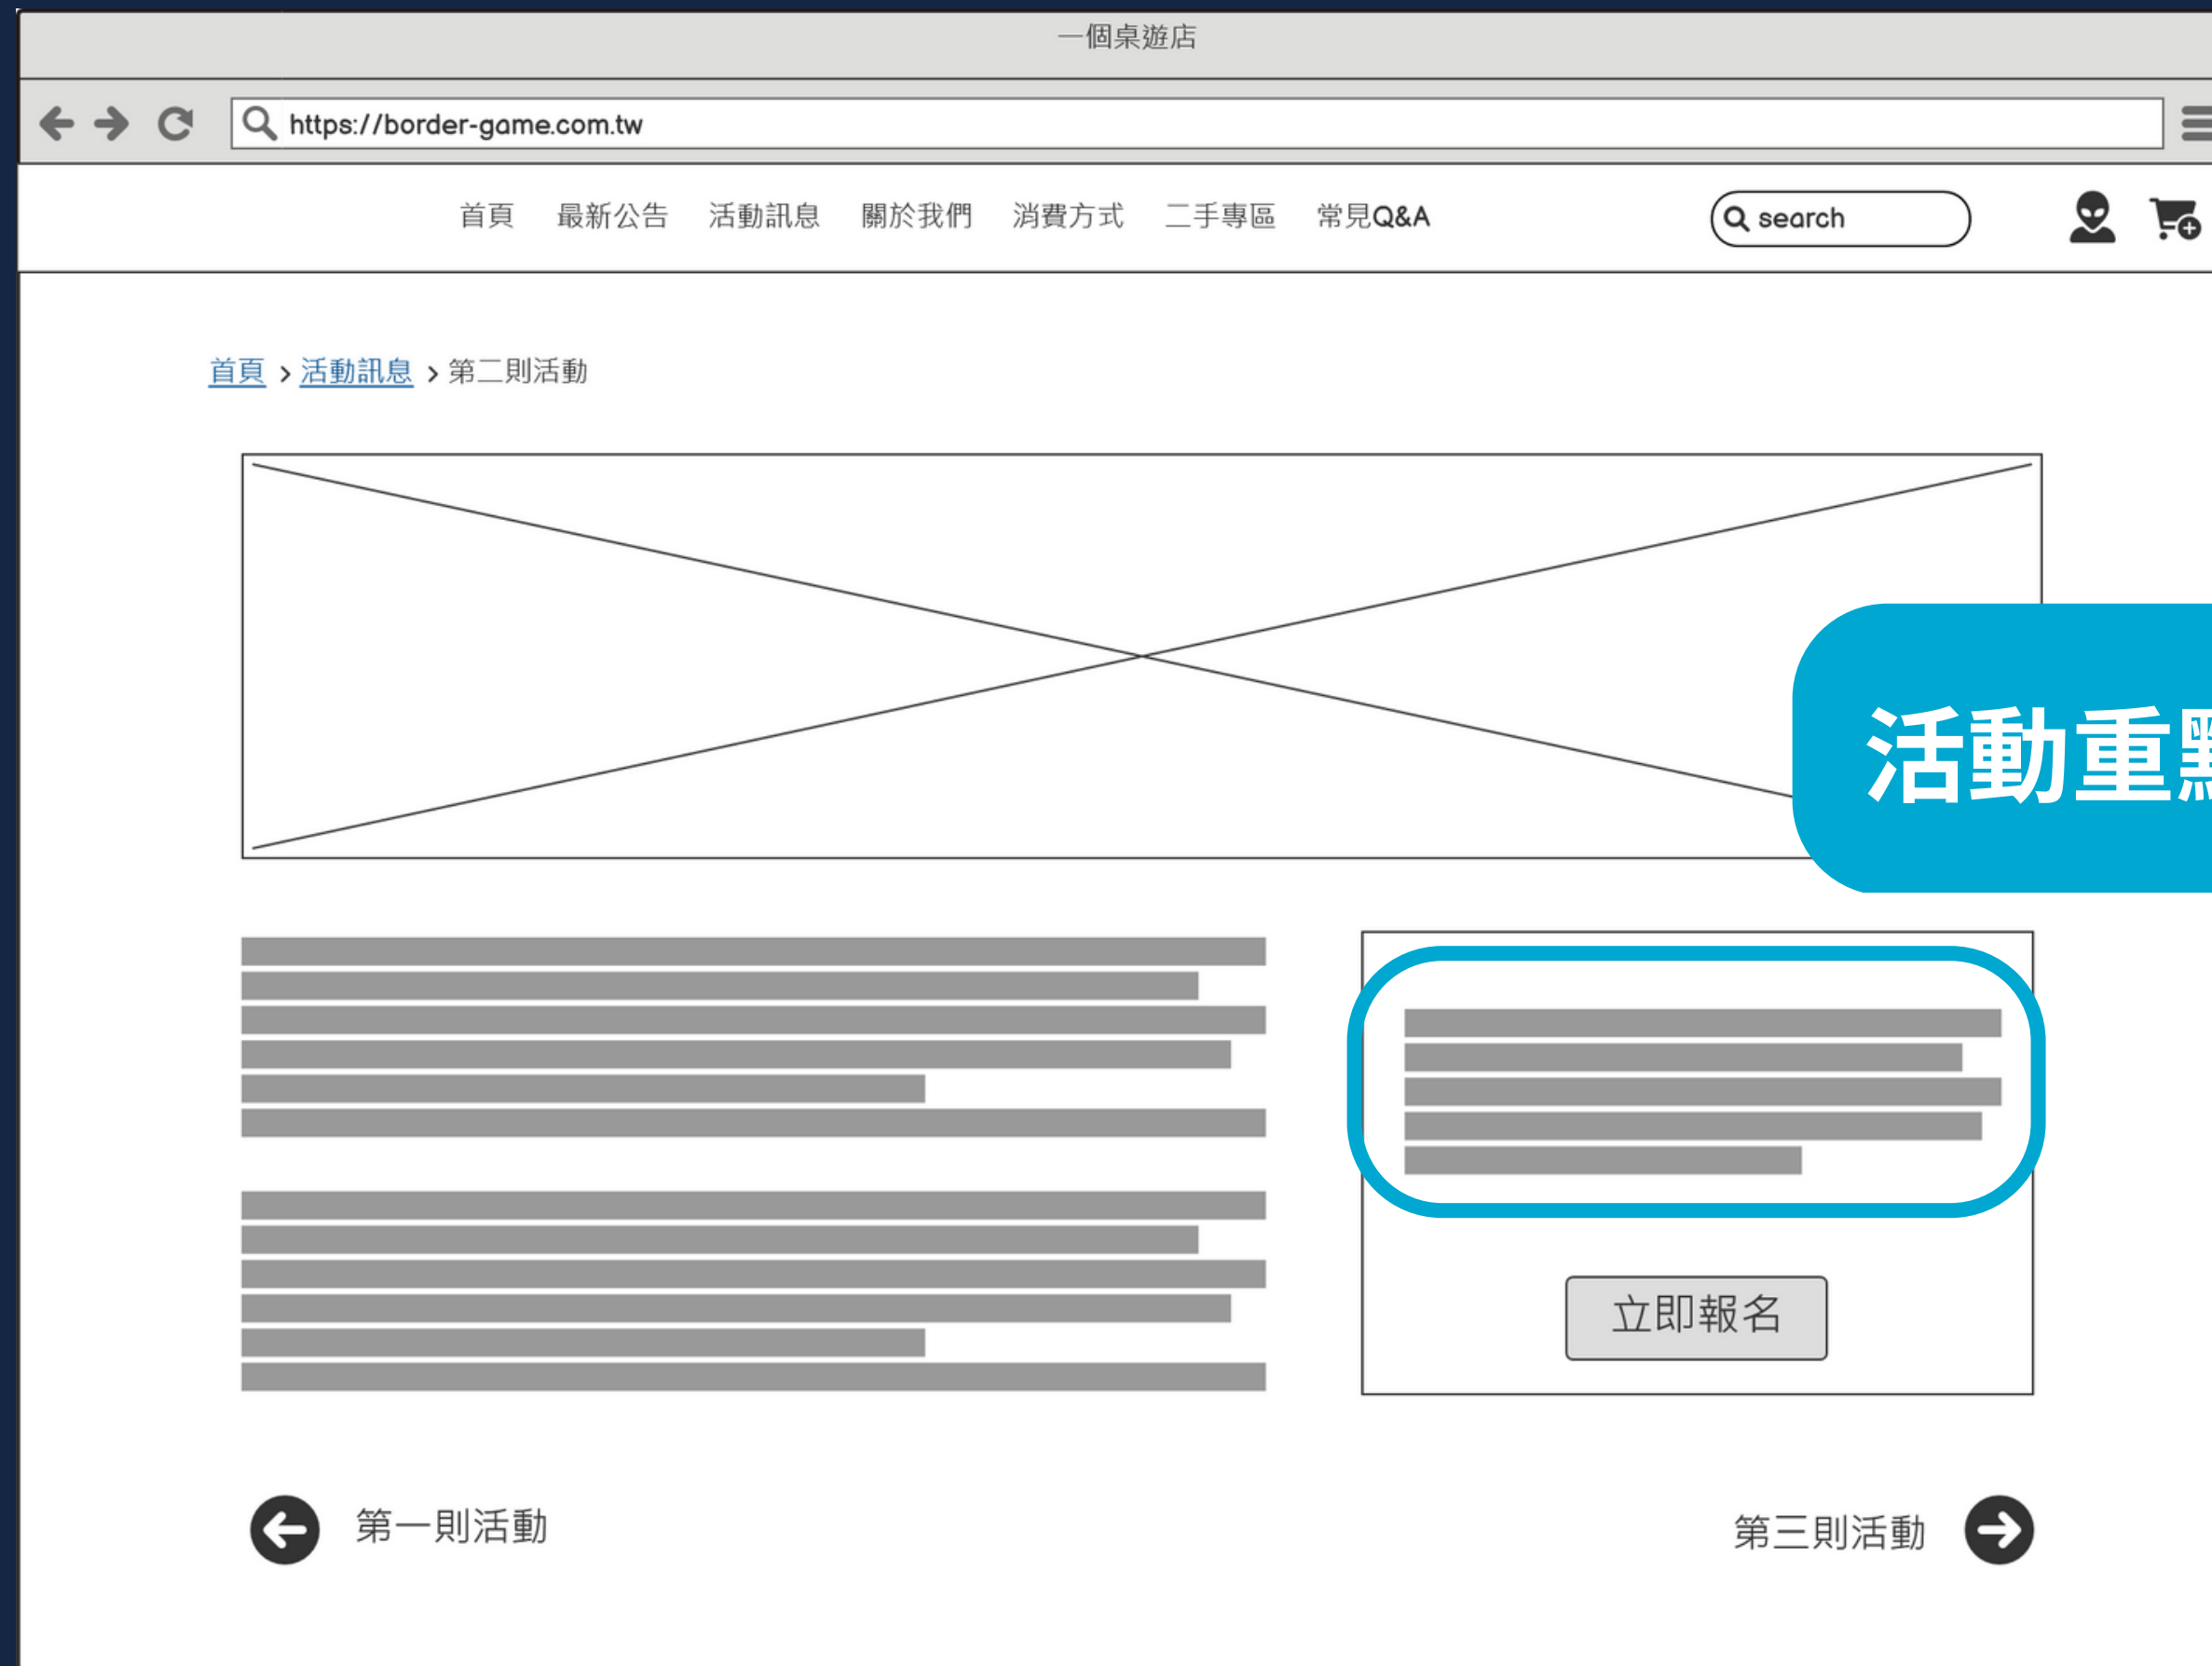 一個桌遊店
https://border-game.com.tw
首頁 最新公告 活動訊息 關於我們 消費方式 二手專區 常見Q&A search
首頁 > 活動訊息 > 第二則活動
活動重點
立即報名
第一則活動
第三則活動